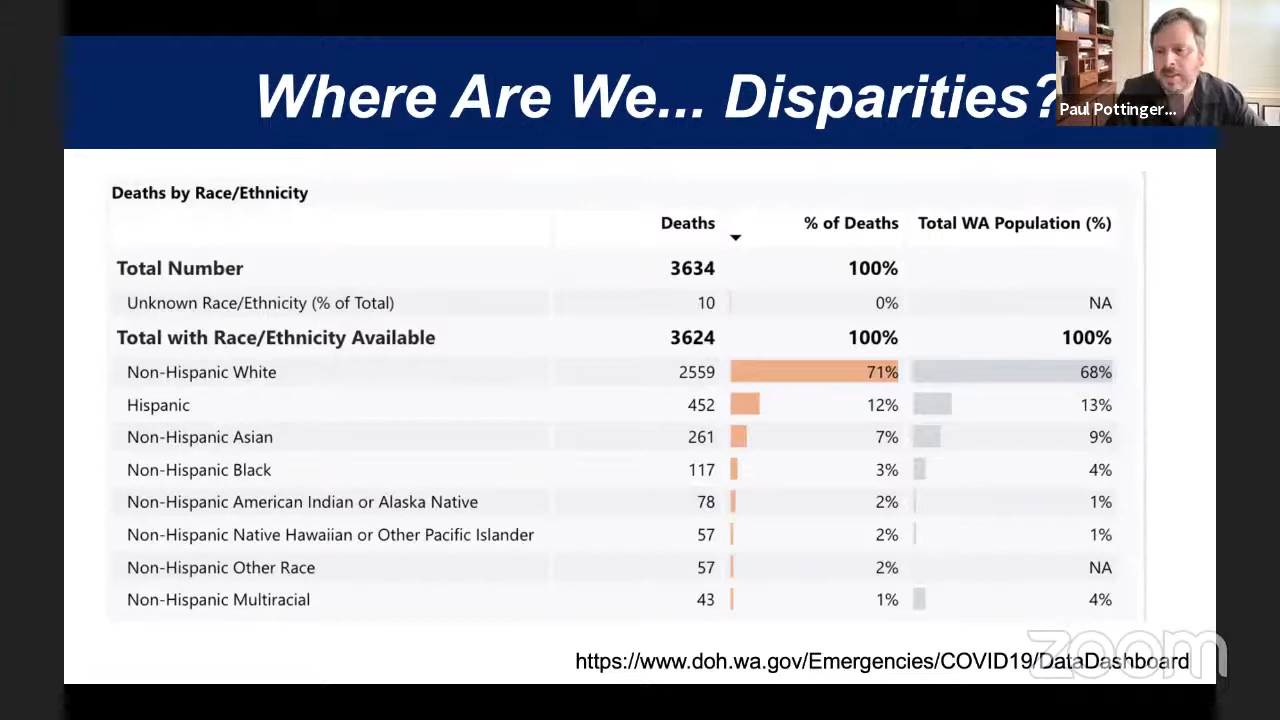 Where Are We... Disparities?
Paul Pottinger...
Deaths by Race/Ethnicity
Deaths % of Deaths Total WA Population (%)
Total Number 3634 100%
Unknown Race/Ethnicity (% of Total) 10 0% NA
Total with Race/Ethnicity Available 3624 100% 100%
Non-Hispanic White 2559 71% 68%
Hispanic 452 12% 13%
Non-Hispanic Asian 261 7% 9%
Non-Hispanic Black 117 3% 4%
Non-Hispanic American Indian or Alaska Native 78 2% 1%
Non-Hispanic Native Hawaiian or Other Pacific Islander 57 2% 1%
Non-Hispanic Other Race 57 2% NA
Non-Hispanic Multiracial 43 1% 4%
https://www.doh.wa.gov/Emergencies/COVID19/DataDashboard
zoom